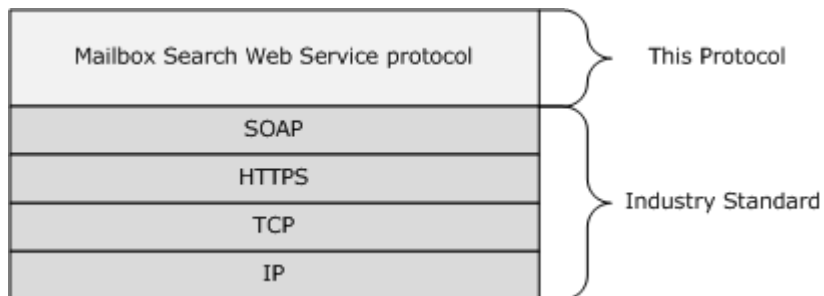 Mailbox Search Web Service protocol
This Protocol
SOAP
HTTPS
TCP
IP
Industry Standard